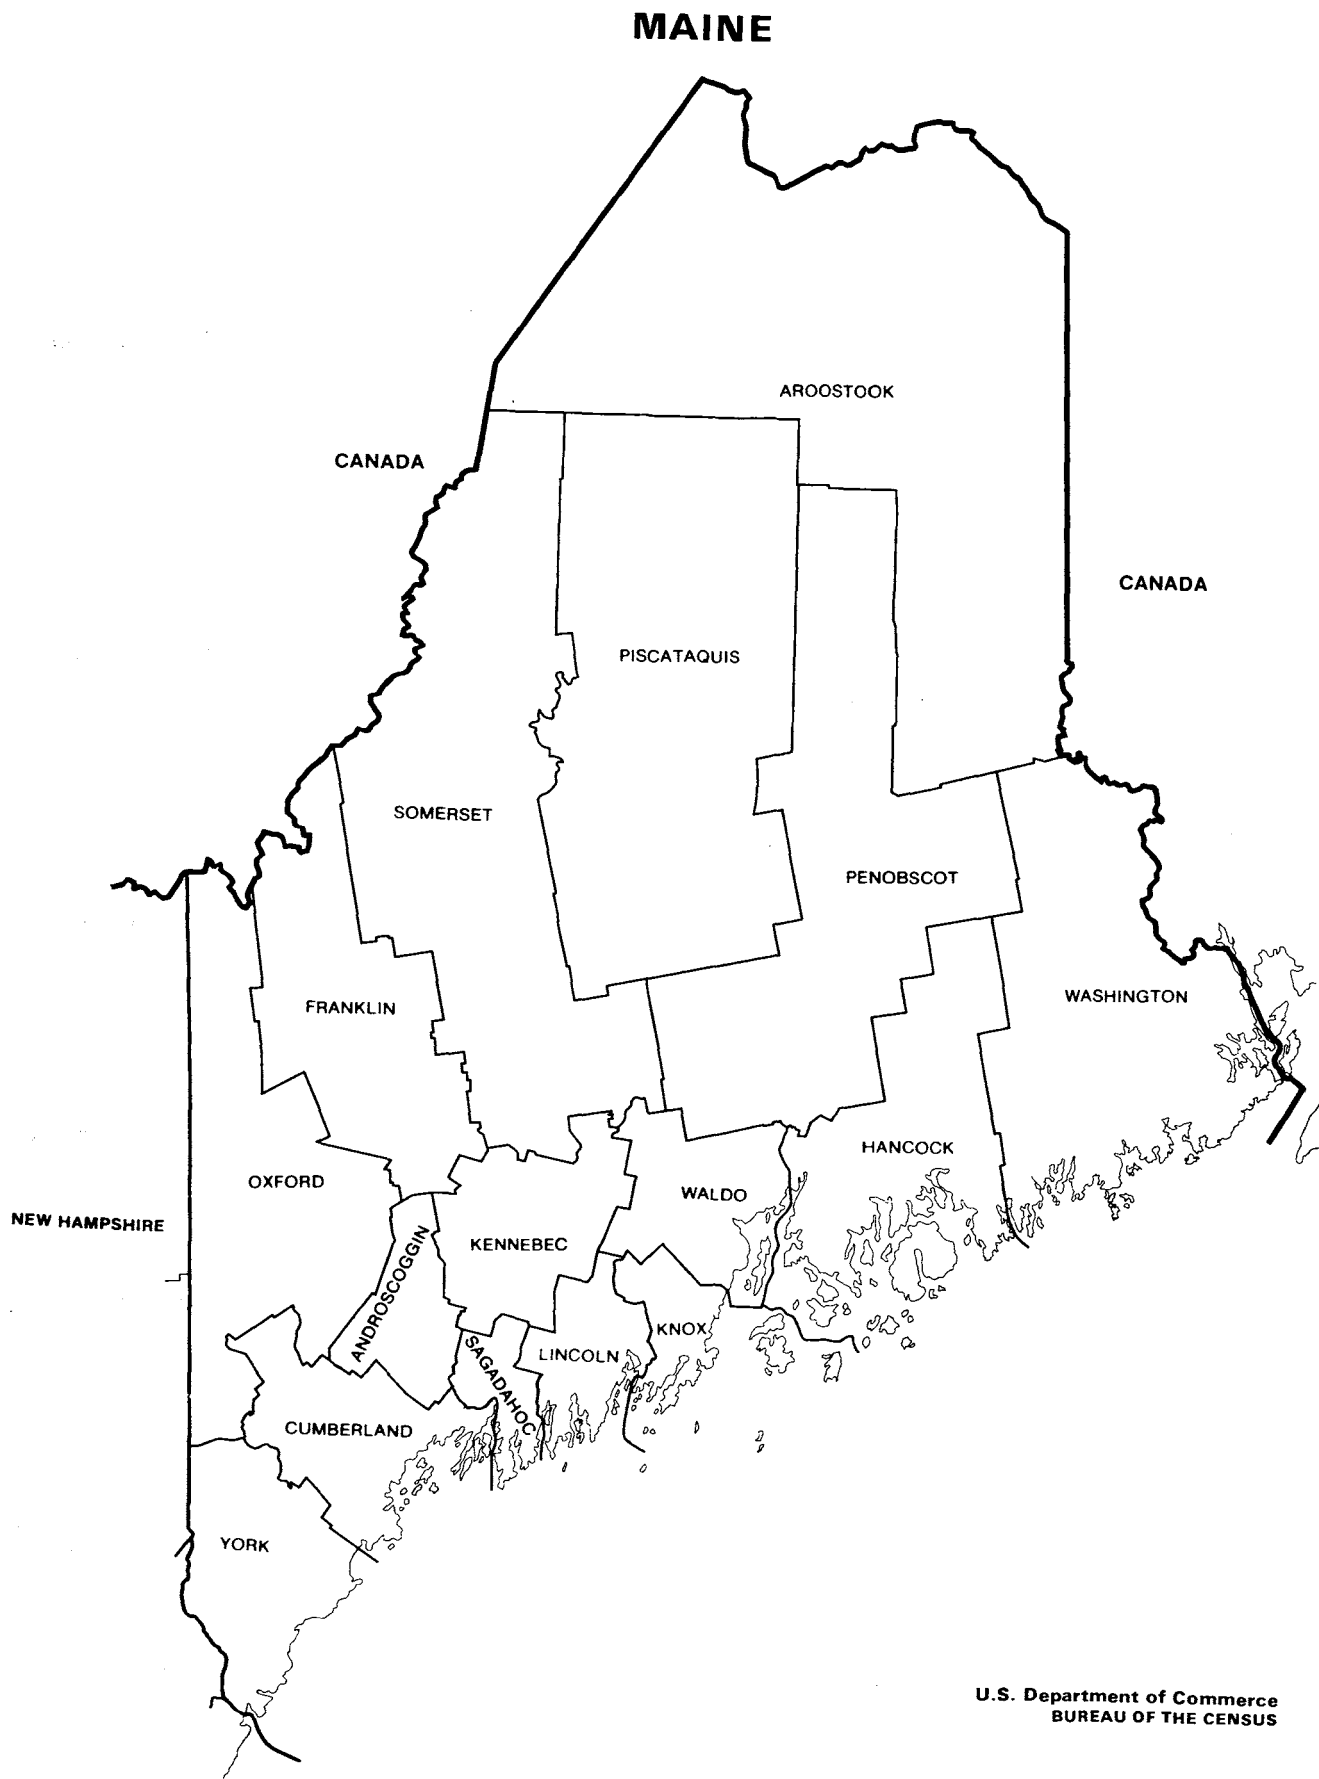 MAINE
AROOSTOOK
CANADA
CANADA
PISCATAQUIS
SOMERSET
PENOBSCOT
WASHINGTON
FRANKLIN
HANCOCK
OXFORD
WALDO
NEW HAMPSHIRE
KENNEBEC
ANDROSCOGGIN
KNOX
LINCOLN
SAGADAHOC
CUMBERLAND
YORK
U.S. Department of Commerce
BUREAU OF THE CENSUS